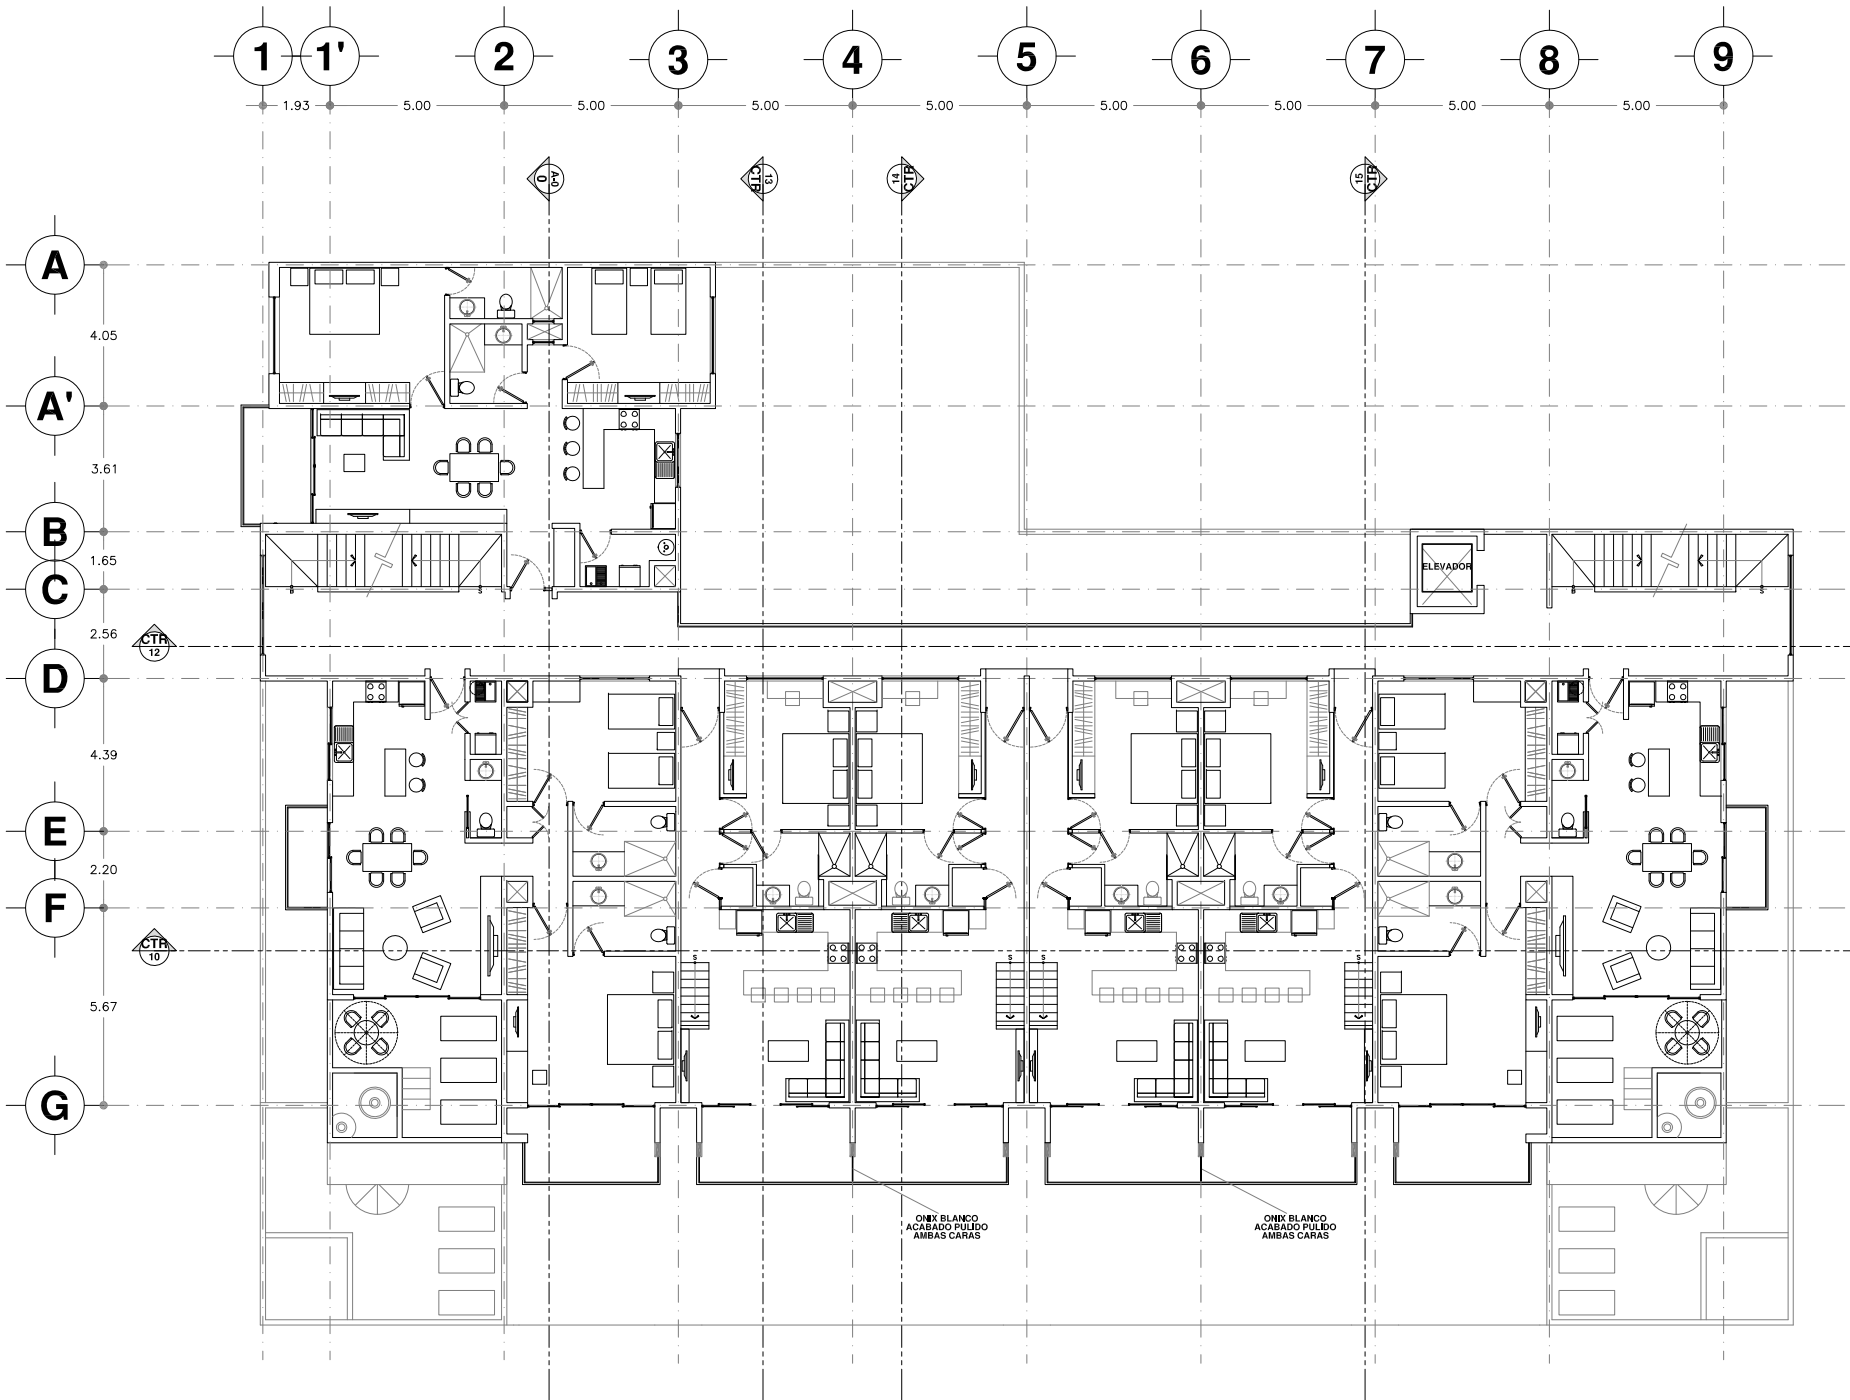 1 1' 2 3 4 5 6 7 8 9
1.93 5.00 5.00 5.00 5.00 5.00 5.00 5.00 5.00
A-0
0
13
CTR
14
CTR
15
CTR
A
4.05
A'
3.61
B
1.65
C
2.56
D
4.39
E
2.20
F
5.67
G
ELEVADOR
B S
B S
CTR
12
CTR
10
S S S S
ONIX BLANCO
ACABADO PULIDO
AMBAS CARAS
ONIX BLANCO
ACABADO PULIDO
AMBAS CARAS